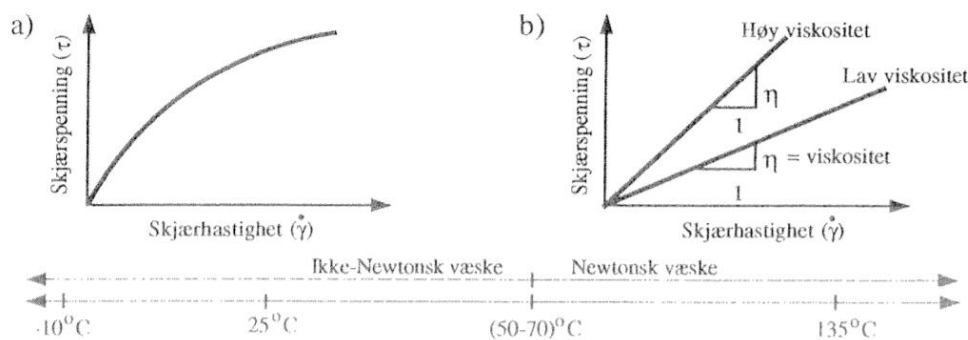 a)
Skjærspenning (τ)
Skjærhastighet (γ̇)
b)
Skjærspenning (τ)
Høy viskositet
Lav viskositet
η
1
η = viskositet
1
Skjærhastighet (γ̇)
Ikke-Newtonsk væske
Newtonsk væske
-10°C
25°C
(50-70)°C
135°C